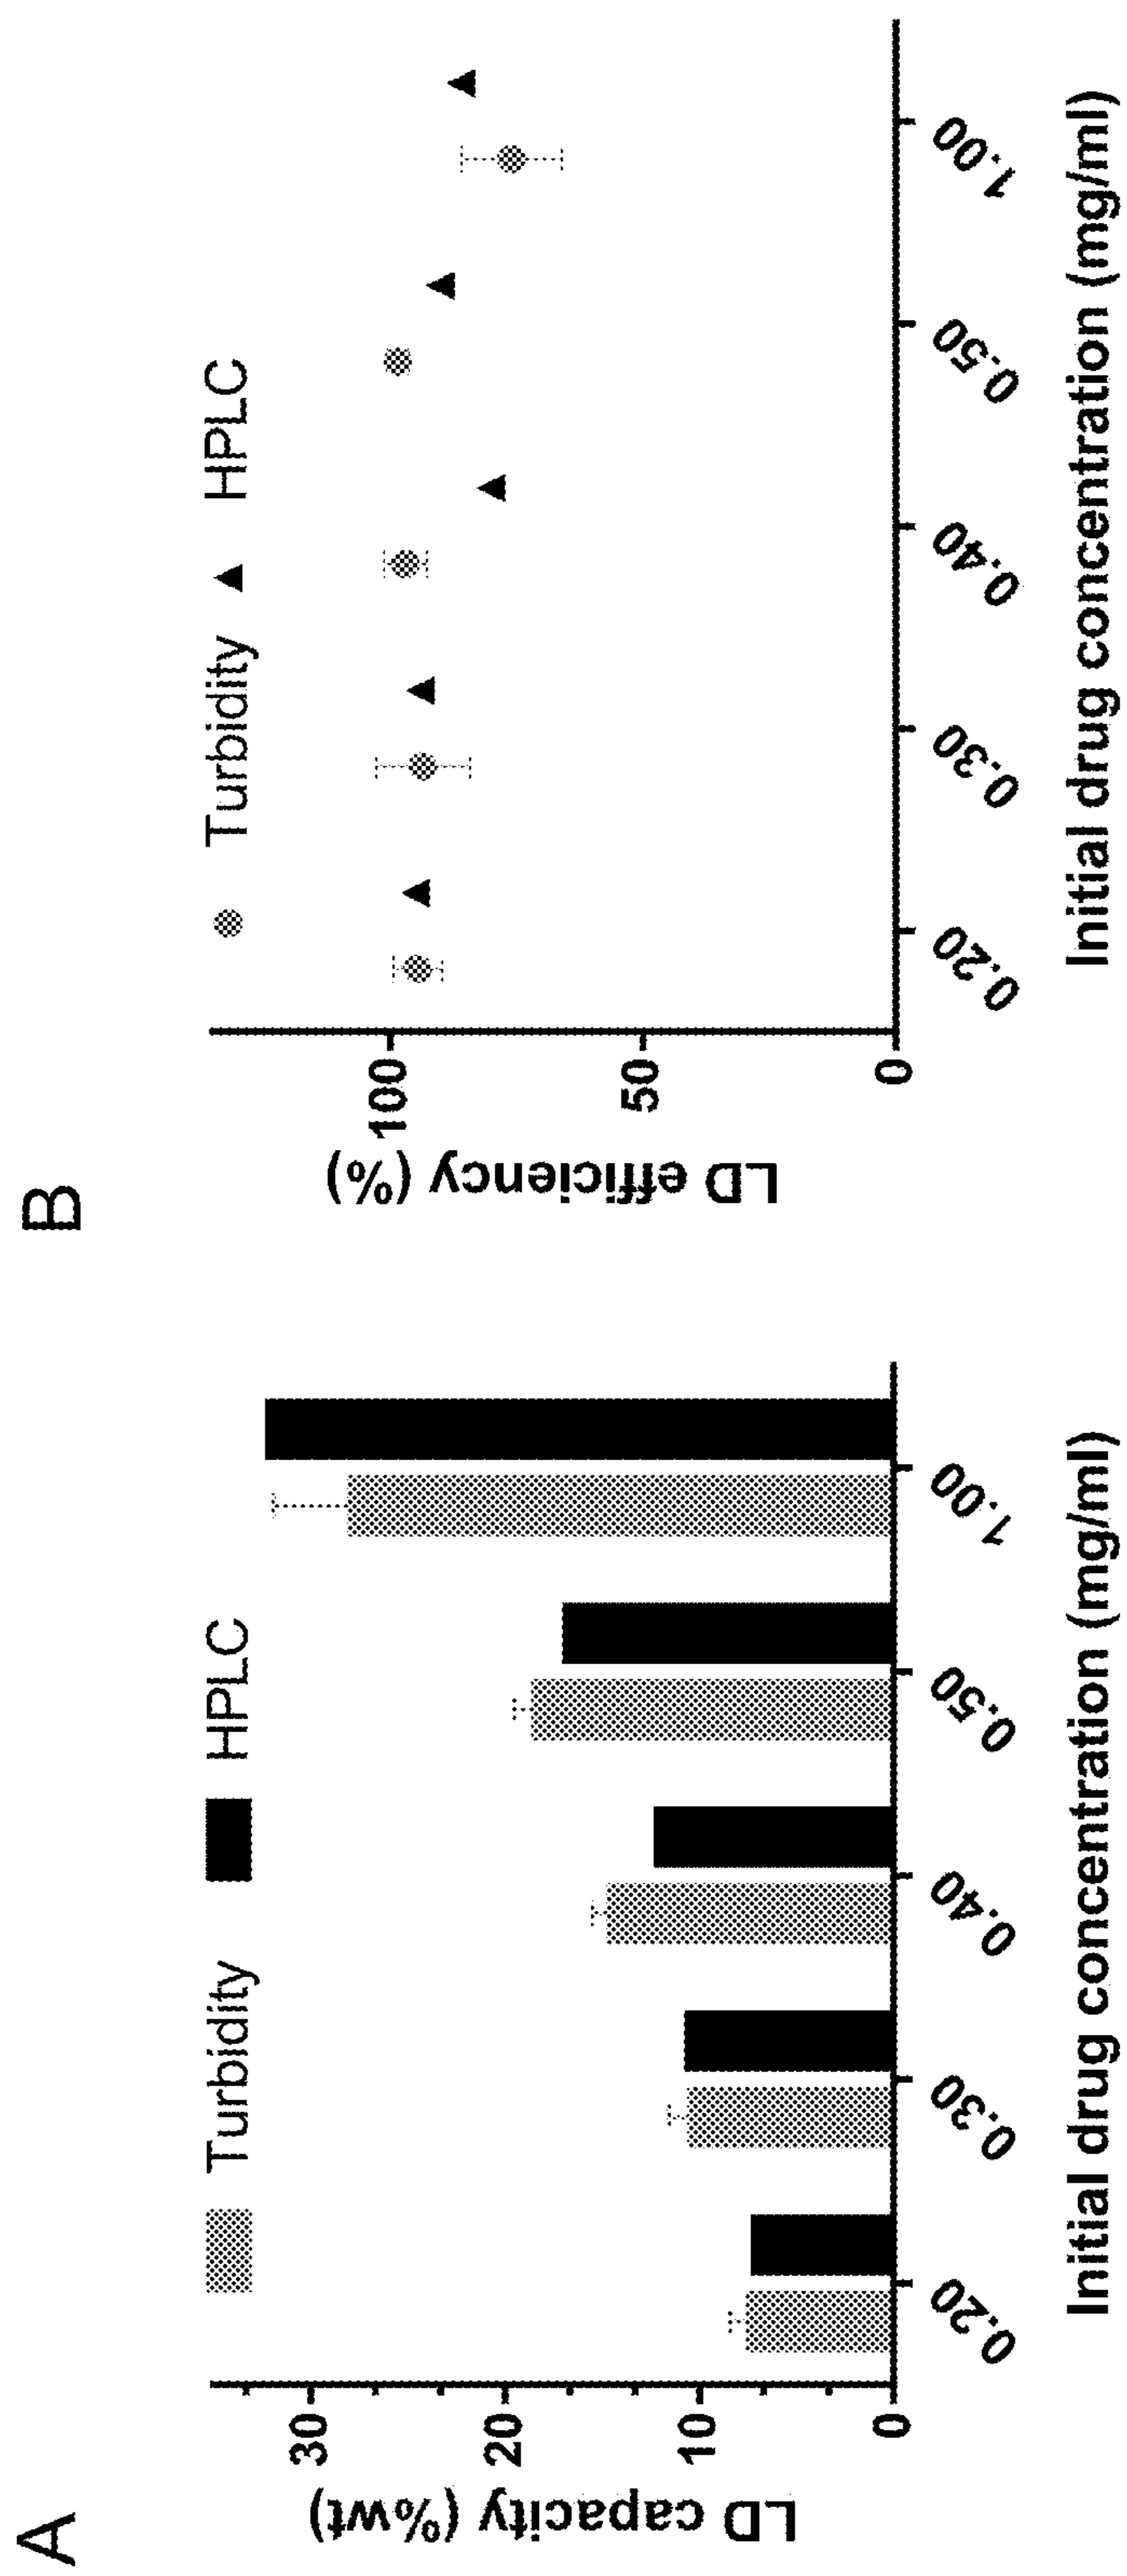 A
Turbidity HPLC
LD capacity (%wt)
30
20
10
0
0.20 0.30 0.40 0.50 1.00
Initial drug concentration (mg/ml)
B
Turbidity HPLC
LD efficiency (%)
100
50
0
0.20 0.30 0.40 0.50 1.00
Initial drug concentration (mg/ml)